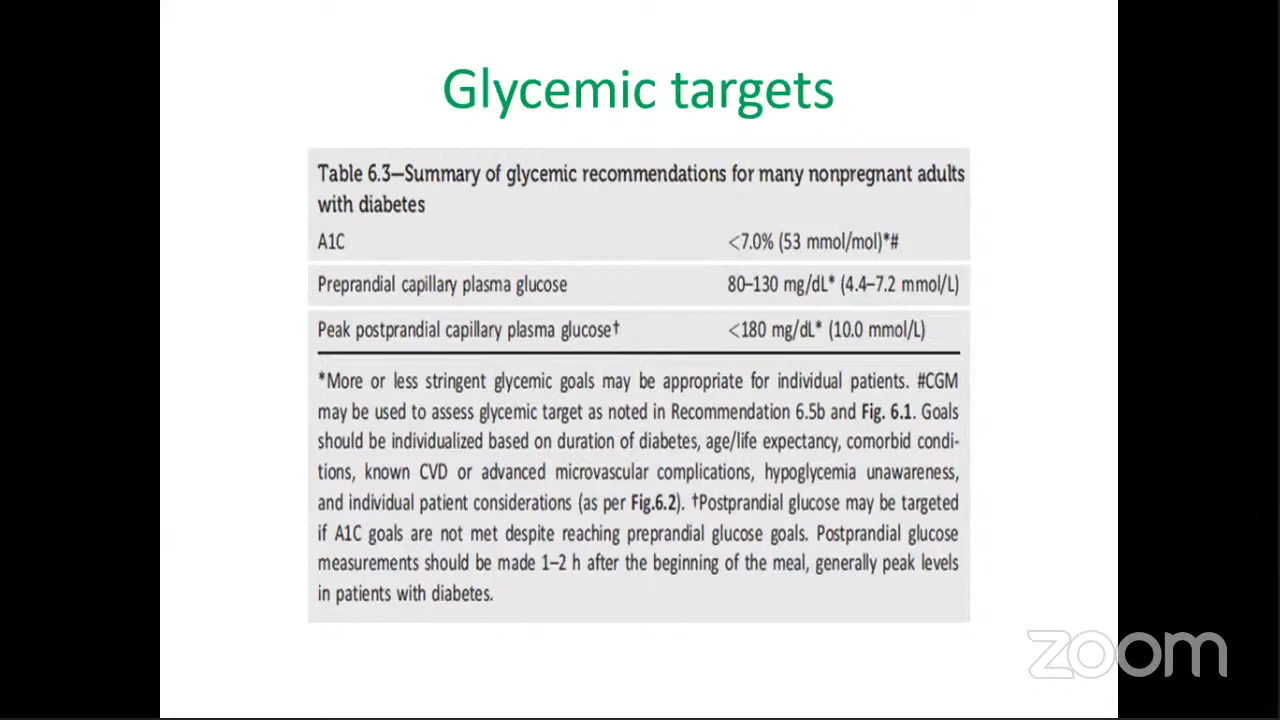 Glycemic targets
Table 6.3—Summary of glycemic recommendations for many nonpregnant adults
with diabetes
A1C <7.0% (53 mmol/mol)*#
Preprandial capillary plasma glucose 80–130 mg/dL* (4.4–7.2 mmol/L)
Peak postprandial capillary plasma glucose† <180 mg/dL* (10.0 mmol/L)
*More or less stringent glycemic goals may be appropriate for individual patients. #CGM
may be used to assess glycemic target as noted in Recommendation 6.5b and Fig. 6.1. Goals
should be individualized based on duration of diabetes, age/life expectancy, comorbid condi-
tions, known CVD or advanced microvascular complications, hypoglycemia unawareness,
and individual patient considerations (as per Fig.6.2). †Postprandial glucose may be targeted
if A1C goals are not met despite reaching preprandial glucose goals. Postprandial glucose
measurements should be made 1–2 h after the beginning of the meal, generally peak levels
in patients with diabetes.
zoom